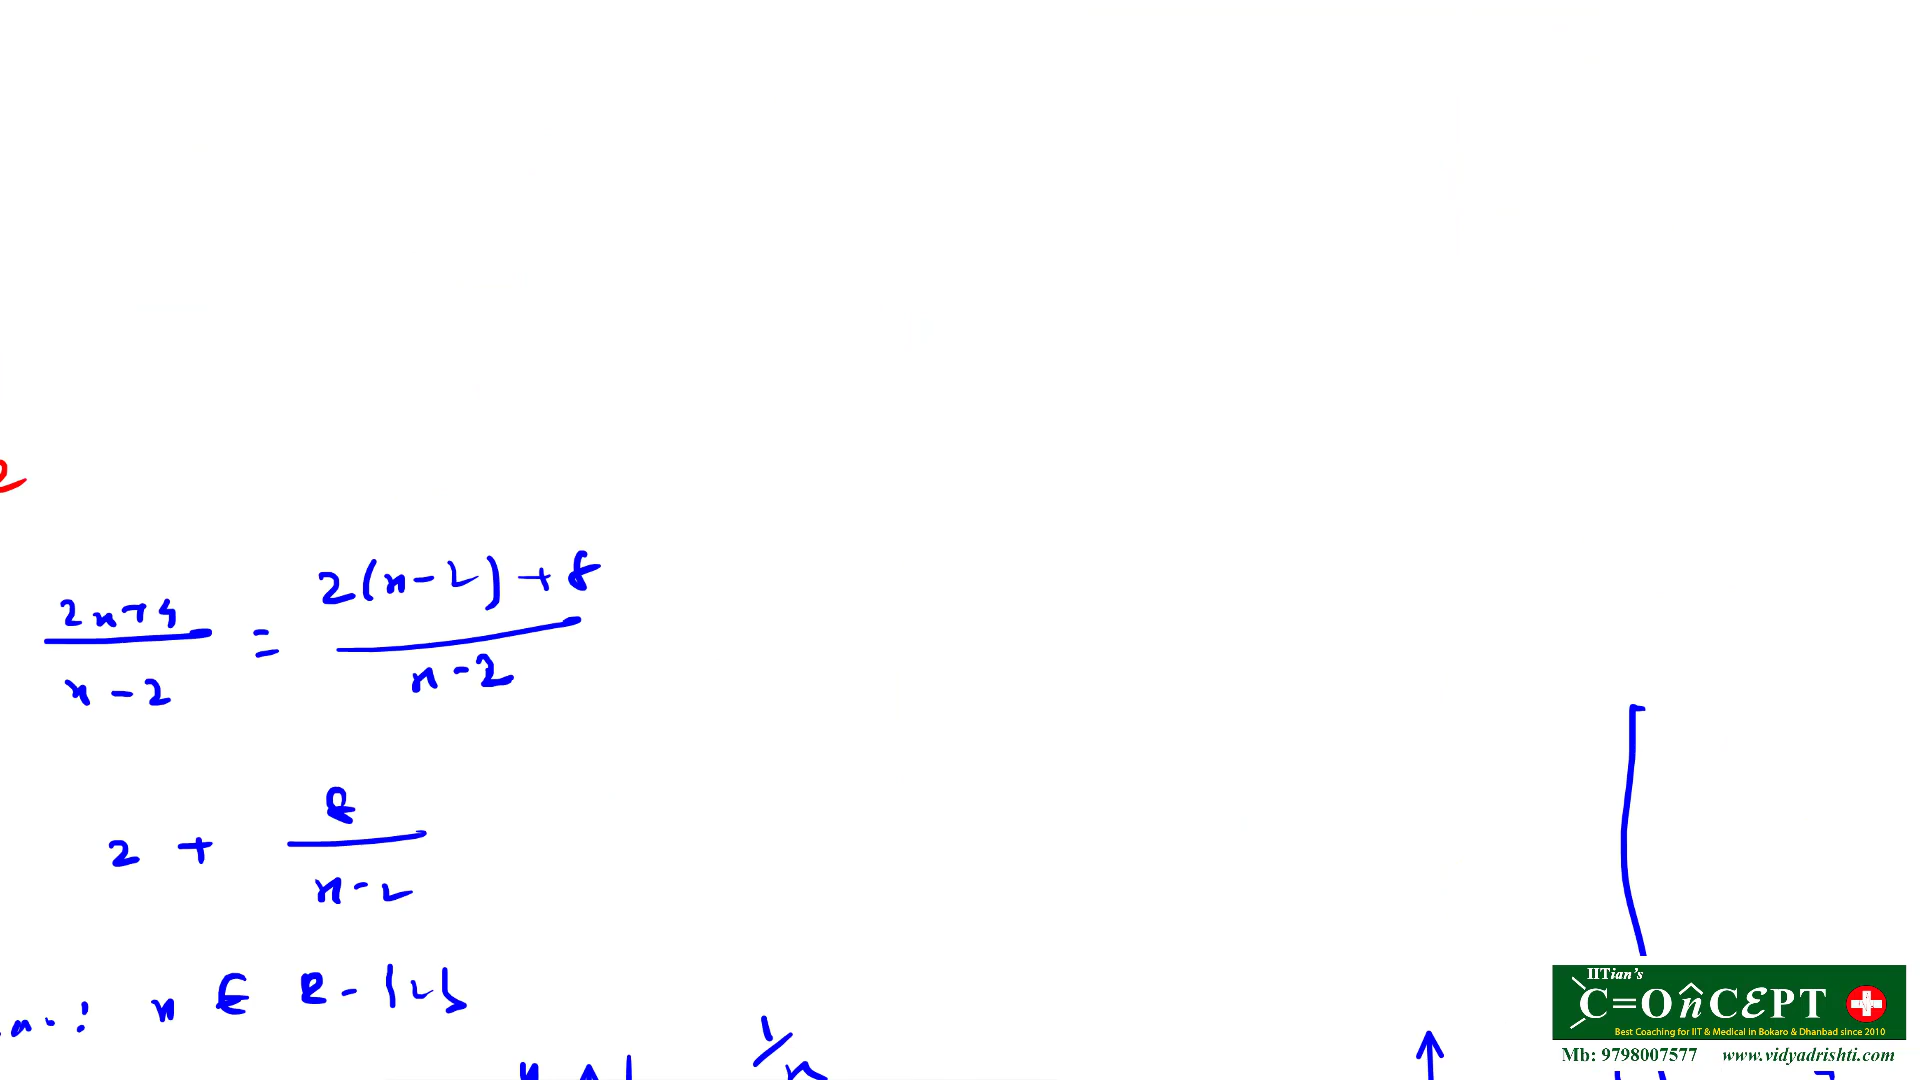 2x+4 / x-2 = 2(x-2)+8 / x-2
2 + 8 / x-2
x ∈ R - {2}
1/x
IITian's
C=OnCEPT
Best Coaching for IIT & Medical in Bokaro & Dhanbad since 2010
Mb: 9798007577 www.vidyadrishti.com